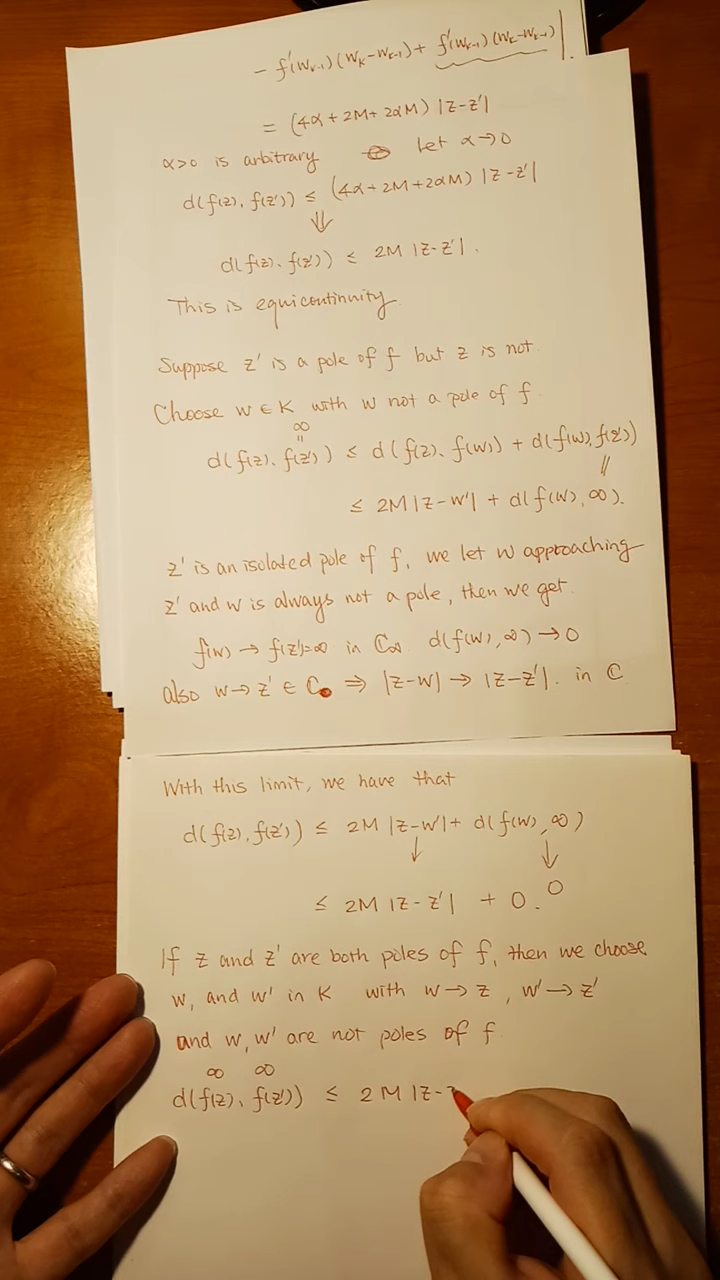 - f'(w_{k-1})(w_k-w_{k-1}) + f'(w_{k-1})(w_k-w_{k-1}) |.
= (4α + 2M + 2αM) |z-z'|
α>0 is arbitrary Let α→0
d(f(z), f(z')) ≤ (4α+2M+2αM) |z-z'|
⇓
d(f(z), f(z')) ≤ 2M |z-z'|.
This is equicontinuity.
Suppose z' is a pole of f but z is not.
Choose w ∈ K with w not a pole of f.
∞
"
d(f(z), f(z')) ≤ d(f(z), f(w)) + d(f(w), f(z'))
//
≤ 2M|z-w'| + d(f(w), ∞).
z' is an isolated pole of f, we let w approaching
z' and w is always not a pole, then we get.
f(w) → f(z')=∞ in C∞. d(f(w), ∞) → 0
also w→ z' ∈ C ⇒ |z-w| → |z-z'|. in C
With this limit, we have that
d(f(z), f(z')) ≤ 2M |z-w'| + d(f(w), ∞)
↓ ↓
≤ 2M |z-z'| + 0. 0
If z and z' are both poles of f, then we choose
w, and w' in K with w→z, w'→z'
and w, w' are not poles of f.
∞ ∞
d(f(z), f(z')) ≤ 2M |z-